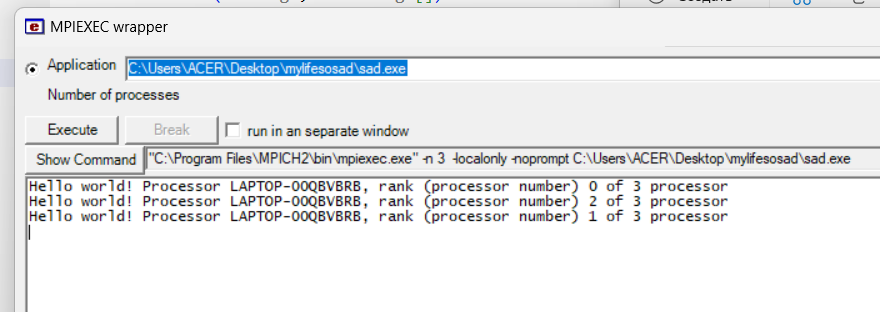 MPIEXEC wrapper
Application C:\Users\ACER\Desktop\mylifesosad\sad.exe
Number of processes
Execute Break run in an separate window
Show Command "C:\Program Files\MPICH2\bin\mpiexec.exe" -n 3 -localonly -noprompt C:\Users\ACER\Desktop\mylifesosad\sad.exe
Hello world! Processor LAPTOP-OOQBVBRB, rank (processor number) 0 of 3 processor
Hello world! Processor LAPTOP-OOQBVBRB, rank (processor number) 2 of 3 processor
Hello world! Processor LAPTOP-OOQBVBRB, rank (processor number) 1 of 3 processor